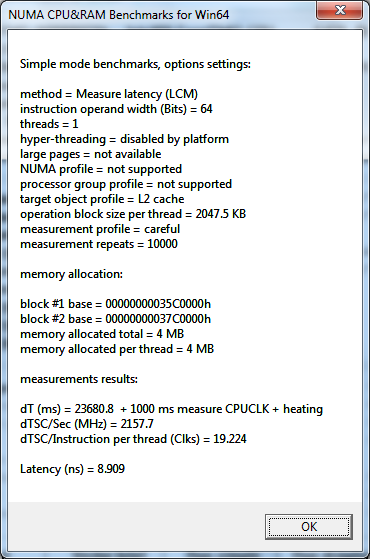 NUMA CPU&RAM Benchmarks for Win64
Simple mode benchmarks, options settings:
method = Measure latency (LCM)
instruction operand width (Bits) = 64
threads = 1
hyper-threading = disabled by platform
large pages = not available
NUMA profile = not supported
processor group profile = not supported
target object profile = L2 cache
operation block size per thread = 2047.5 KB
measurement profile = careful
measurement repeats = 10000
memory allocation:
block #1 base = 00000000035C0000h
block #2 base = 00000000037C0000h
memory allocated total = 4 MB
memory allocated per thread = 4 MB
measurements results:
dT (ms) = 23680.8  + 1000 ms measure CPUCLK + heating
dTSC/Sec (MHz) = 2157.7
dTSC/Instruction per thread (Clks) = 19.224
Latency (ns) = 8.909
OK